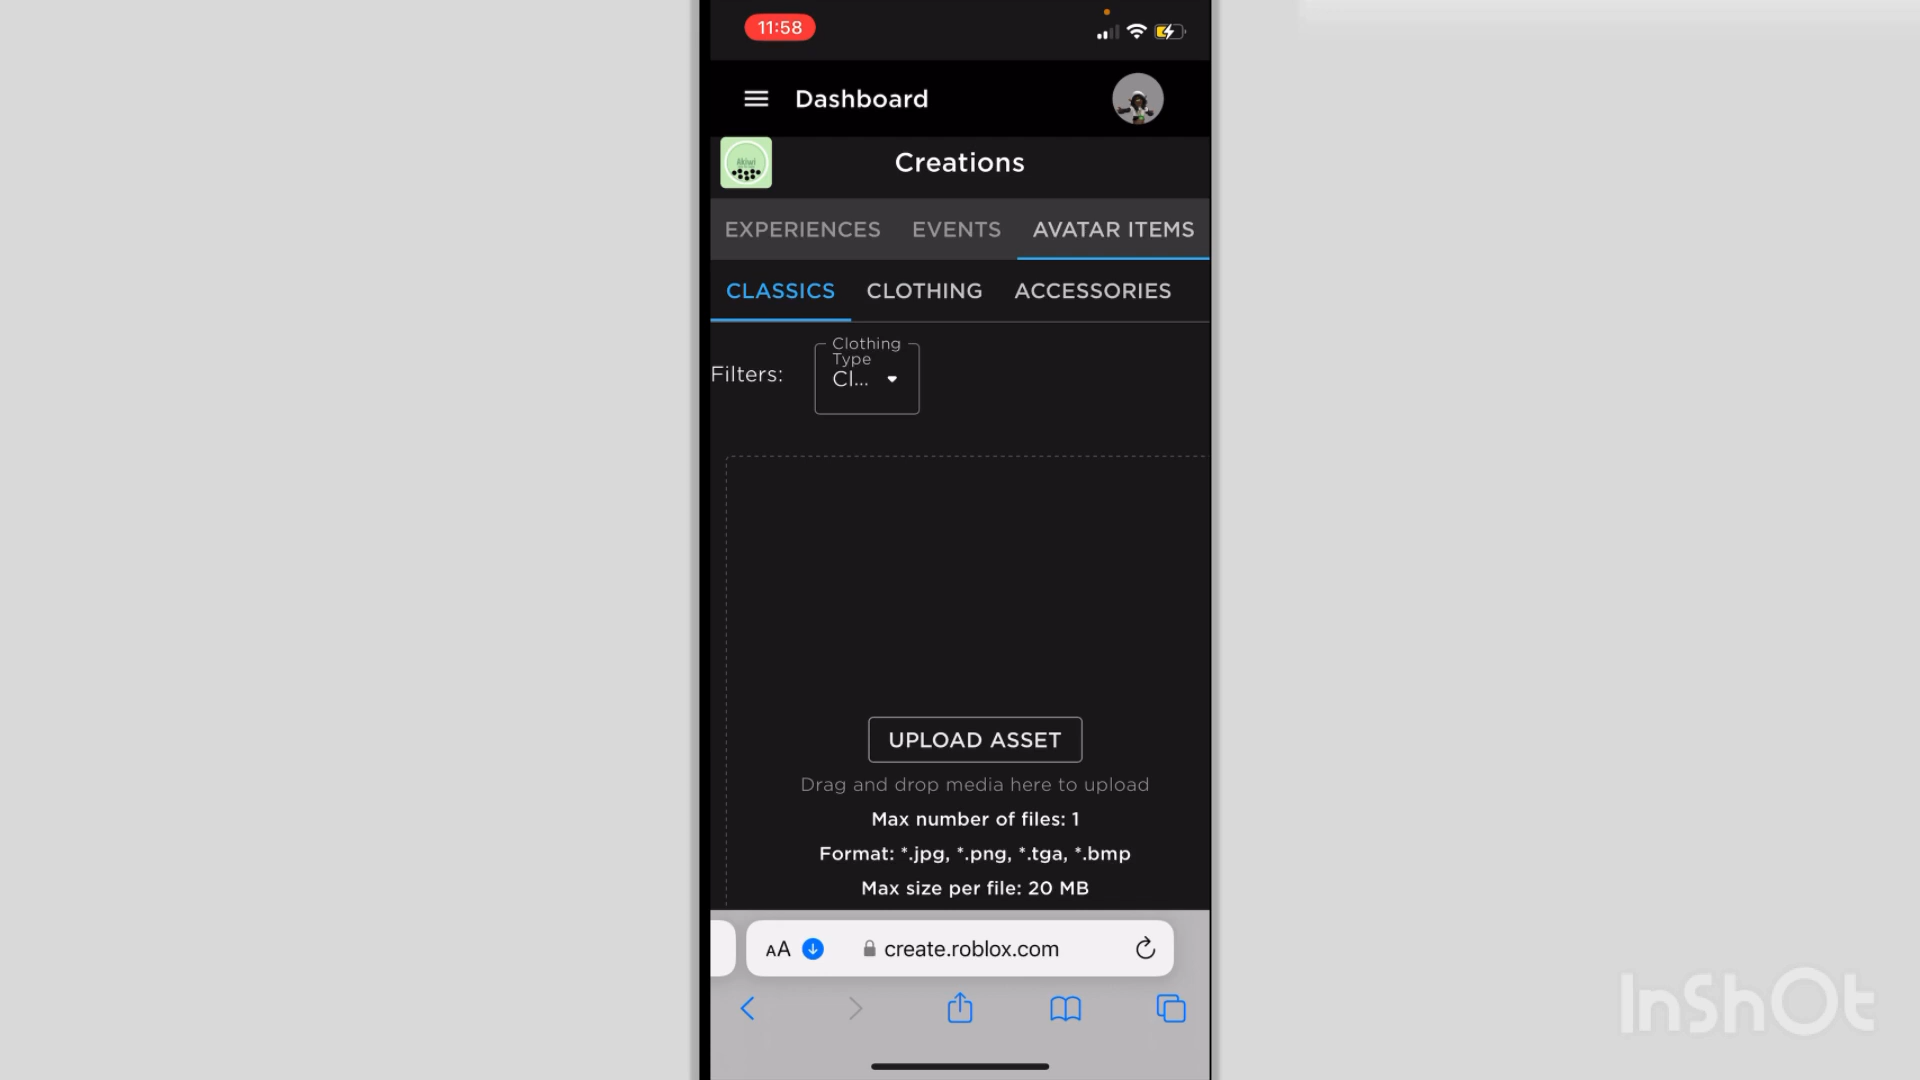 11:58
Dashboard
Akiwi
Creations
EXPERIENCES EVENTS AVATAR ITEMS
CLASSICS CLOTHING ACCESSORIES
Clothing
Type
Filters: Cl...
UPLOAD ASSET
Drag and drop media here to upload
Max number of files: 1
Format: *.jpg, *.png, *.tga, *.bmp
Max size per file: 20 MB
AA create.roblox.com
InShOt